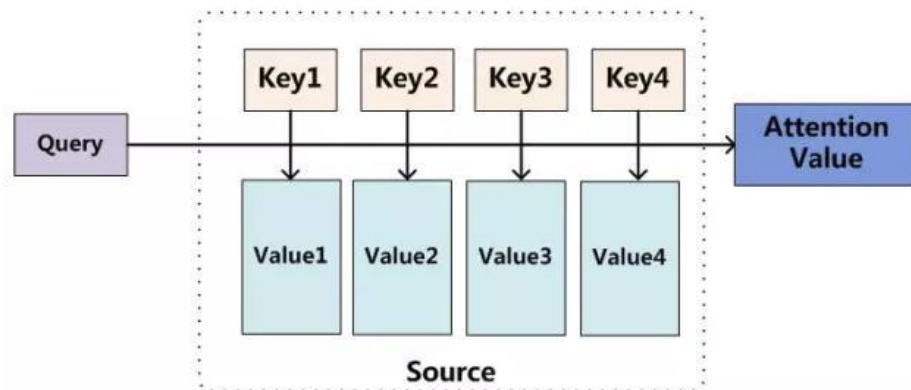 Key1 Key2 Key3 Key4
Query
Attention
Value
Value1 Value2 Value3 Value4
Source